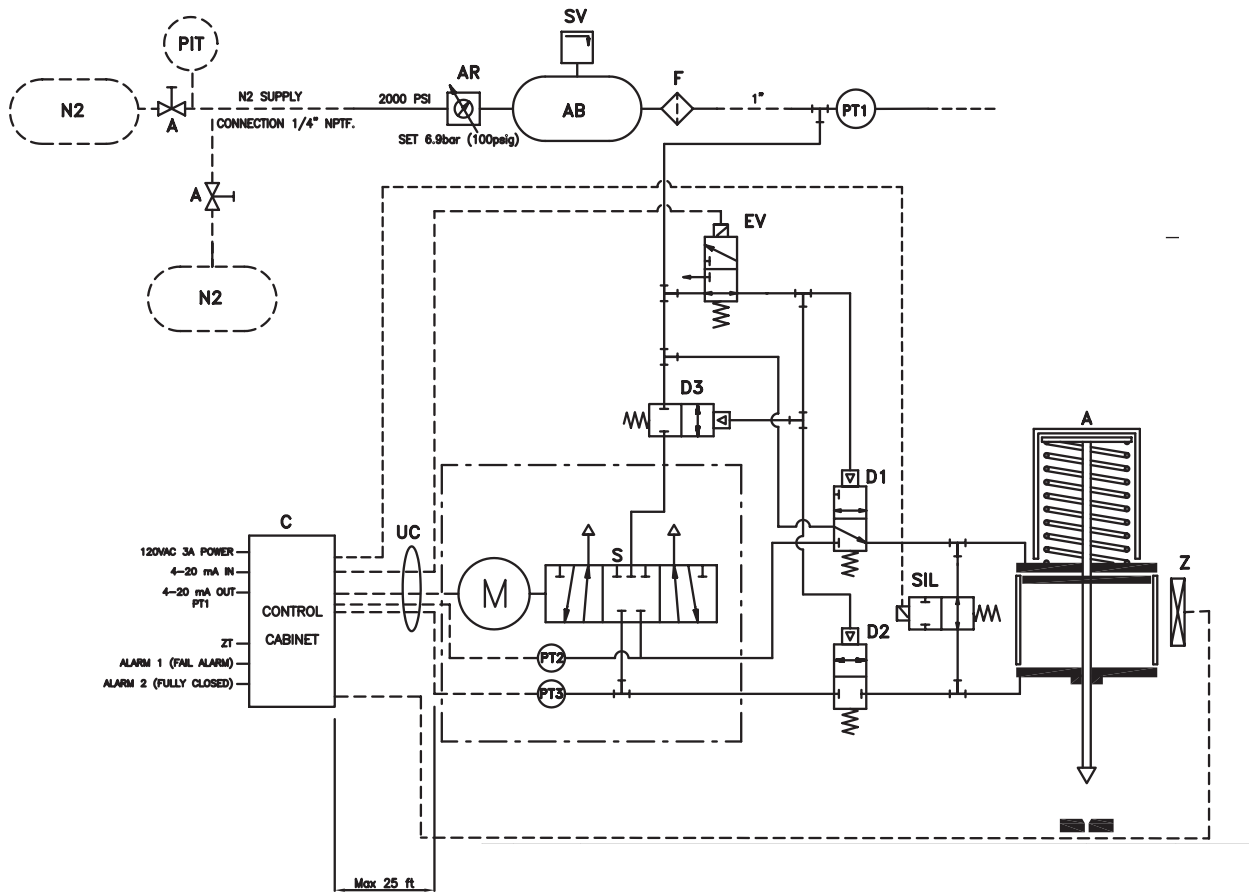 SV
PIT
AR
F
N2
N2 SUPPLY
2000 PSI
AB
1"
PT1
A
CONNECTION 1/4" NPTF.
SET 6.9bar (100psig)
A
EV
N2
D3
A
D1
C
UC
S
Z
120VAC 3A POWER
4-20 mA IN
SIL
4-20 mA OUT
PT1
M
CONTROL
CABINET
D2
ZT
PT2
ALARM 1 (FAIL ALARM)
ALARM 2 (FULLY CLOSED)
PT3
Max 25 ft